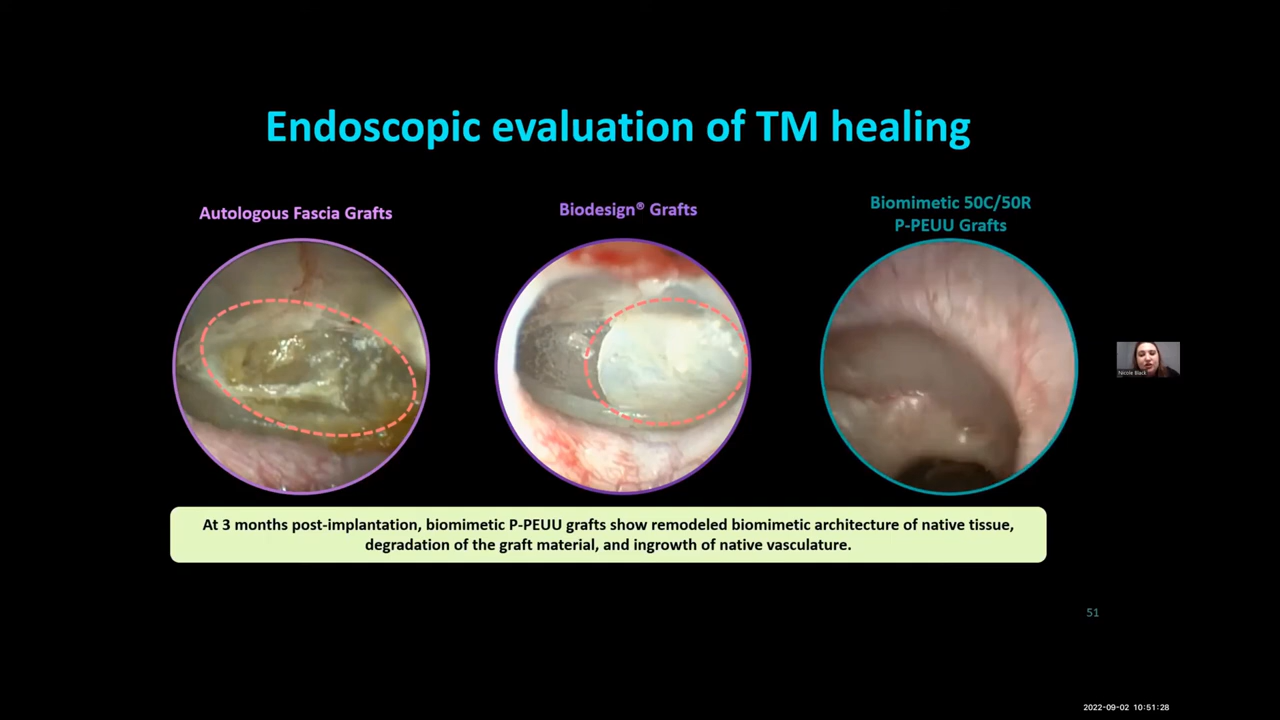 Endoscopic evaluation of TM healing
Autologous Fascia Grafts
Biodesign® Grafts
Biomimetic 50C/50R
P-PEUU Grafts
Nicole Black
At 3 months post-implantation, biomimetic P-PEUU grafts show remodeled biomimetic architecture of native tissue,
degradation of the graft material, and ingrowth of native vasculature.
51
2022-09-02 10:51:28